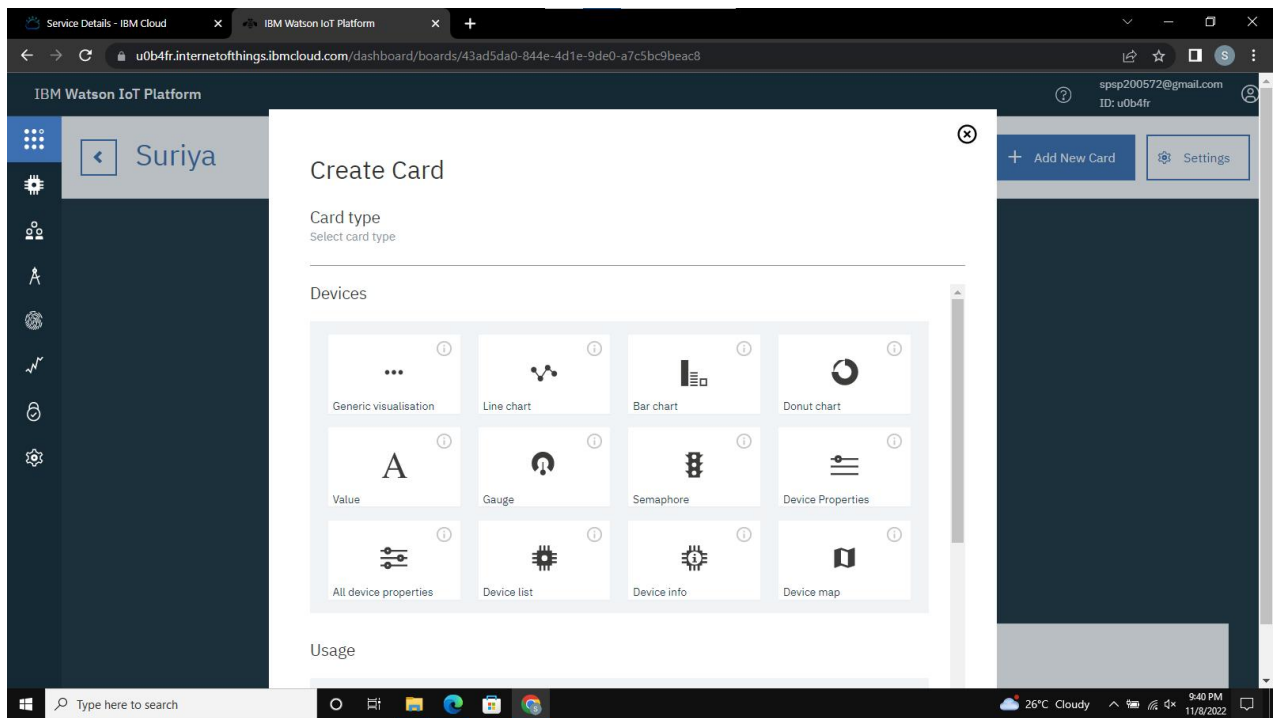 Service Details - IBM Cloud
IBM Watson IoT Platform
u0b4fr.internetofthings.ibmcloud.com/dashboard/boards/43ad5da0-844e-4d1e-9de0-a7c5bc9beac8
S
IBM Watson IoT Platform
spsp200572@gmail.com
ID: u0b4fr
Suriya
Add New Card
Settings
Create Card
Card type
Select card type
Devices
Generic visualisation
Line chart
Bar chart
Donut chart
A
Value
Gauge
Semaphore
Device Properties
All device properties
Device list
Device info
Device map
Usage
Type here to search
26°C Cloudy
9:40 PM
11/8/2022